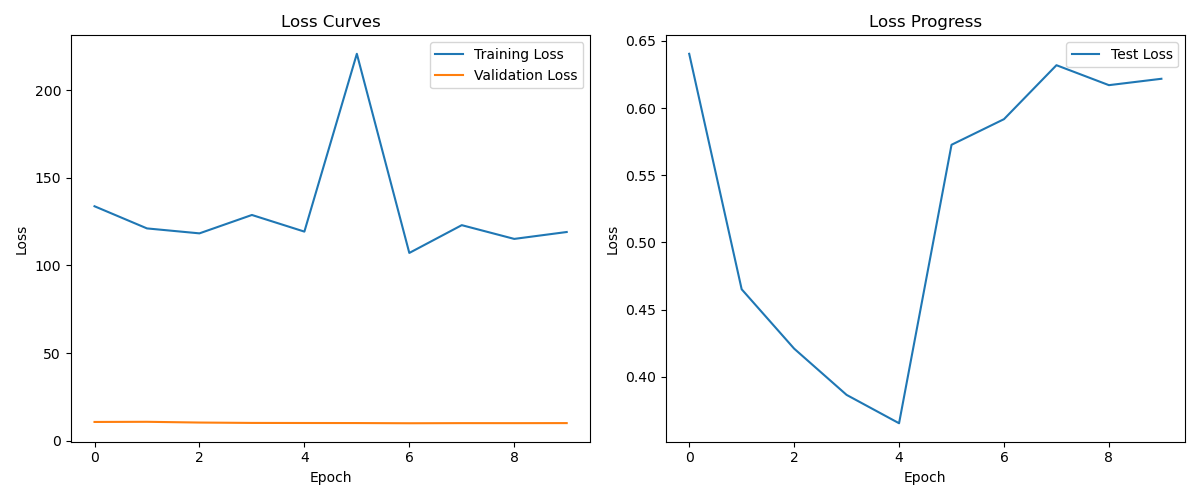 Loss Curves
Training Loss
Validation Loss
200
150
100
50
0
Loss
0 2 4 6 8
Epoch
Loss Progress
Test Loss
0.65
0.60
0.55
0.50
0.45
0.40
Loss
0 2 4 6 8
Epoch